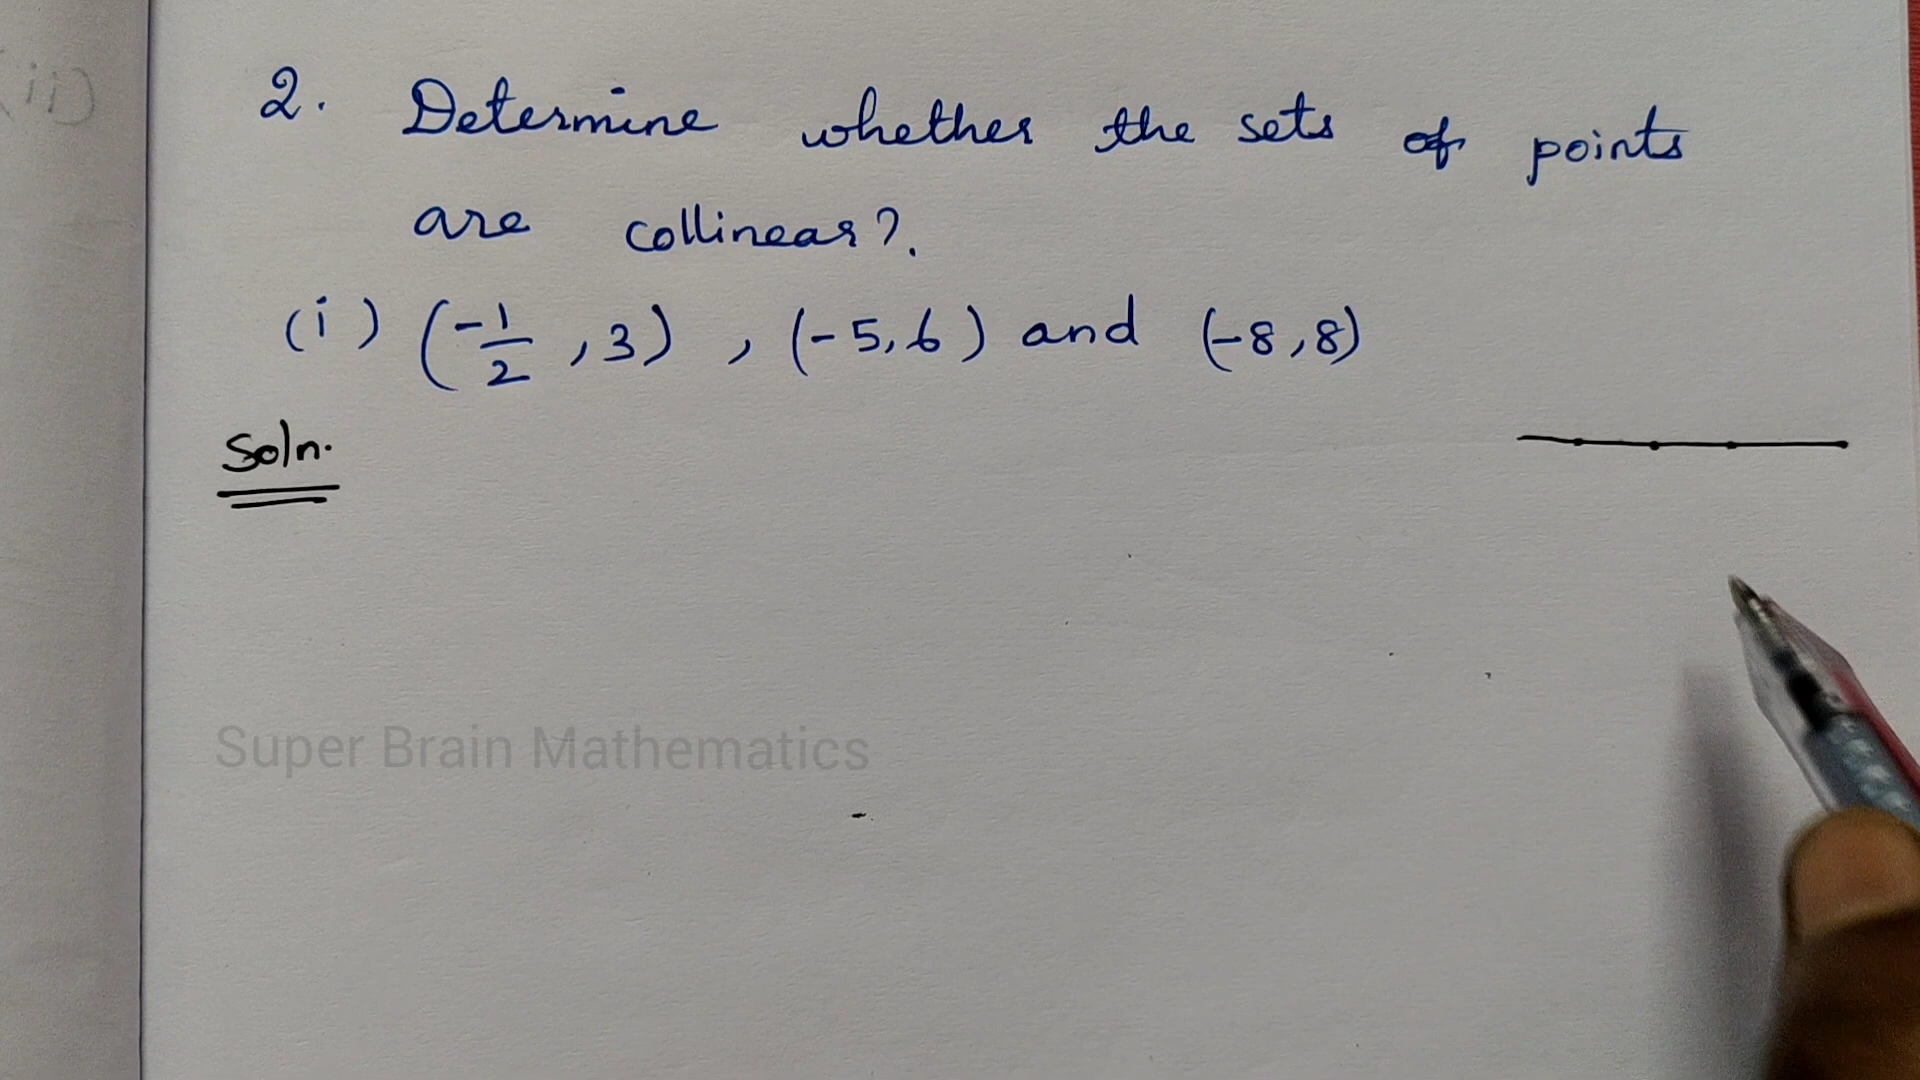 (ii)
2. Determine whether the sets of points
are collinear?.
(i) (-1/2, 3), (-5, 6) and (-8, 8)
Soln.
Super Brain Mathematics